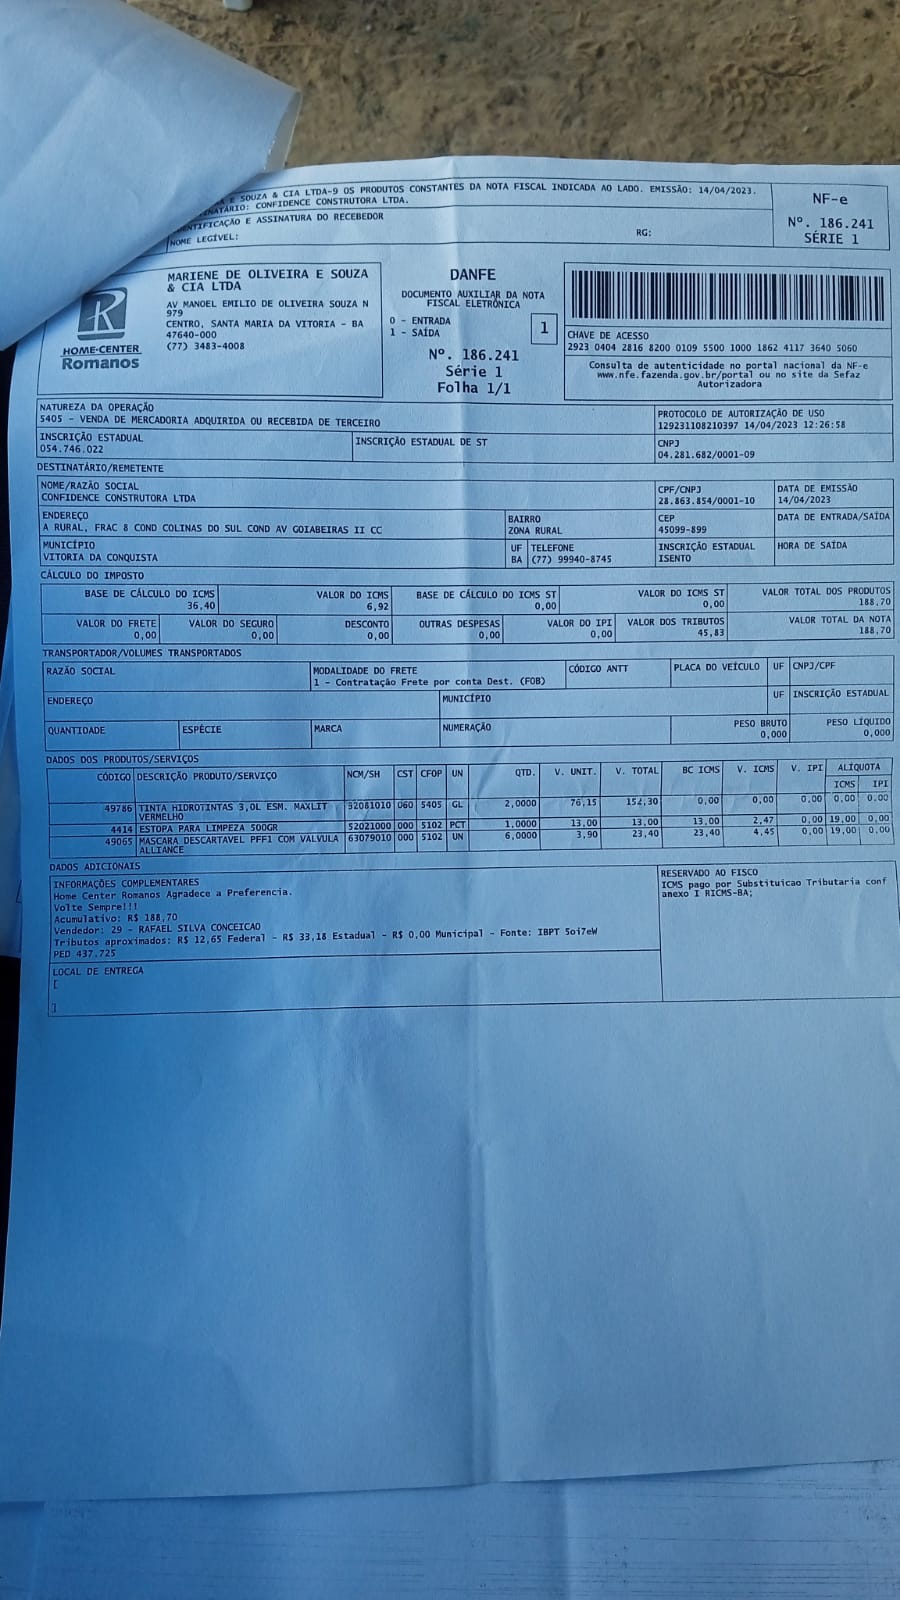 E SOUZA & CIA LTDA-9 OS PRODUTOS CONSTANTES DA NOTA FISCAL INDICADA AO LADO. EMISSÃO: 14/04/2023.
CONFIDENCE CONSTRUTORA LTDA.
E ASSINATURA DO RECEBEDOR
NOME LEGÍVEL:
RG:
NF-e
Nº. 186.241
SÉRIE 1
R
HOME-CENTER
Romanos
MARIENE DE OLIVEIRA E SOUZA
& CIA LTDA
AV MANOEL EMILIO DE OLIVEIRA SOUZA N
979
CENTRO, SANTA MARIA DA VITORIA - BA
47640-000
(77) 3483-4008
DANFE
DOCUMENTO AUXILIAR DA NOTA
FISCAL ELETRÔNICA
0 - ENTRADA
1 - SAÍDA
1
Nº. 186.241
Série 1
Folha 1/1
CHAVE DE ACESSO
2923 0404 2816 8200 0109 5500 1000 1862 4117 3640 5060
Consulta de autenticidade no portal nacional da NF-e
www.nfe.fazenda.gov.br/portal ou no site da Sefaz
Autorizadora
NATUREZA DA OPERAÇÃO
5405 - VENDA DE MERCADORIA ADQUIRIDA OU RECEBIDA DE TERCEIRO
PROTOCOLO DE AUTORIZAÇÃO DE USO
129231108210397 14/04/2023 12:26:58
INSCRIÇÃO ESTADUAL
054.746.022
INSCRIÇÃO ESTADUAL DE ST
CNPJ
04.281.682/0001-09
DESTINATÁRIO/REMETENTE
NOME/RAZÃO SOCIAL
CONFIDENCE CONSTRUTORA LTDA
CPF/CNPJ
28.863.854/0001-10
DATA DE EMISSÃO
14/04/2023
ENDEREÇO
A RURAL, FRAC 8 COND COLINAS DO SUL COND AV GOIABEIRAS II CC
BAIRRO
ZONA RURAL
CEP
45099-899
DATA DE ENTRADA/SAÍDA
MUNICÍPIO
VITORIA DA CONQUISTA
UF
BA
TELEFONE
(77) 99940-8745
INSCRIÇÃO ESTADUAL
ISENTO
HORA DE SAÍDA
CÁLCULO DO IMPOSTO
BASE DE CÁLCULO DO ICMS
36,40
VALOR DO ICMS
6,92
BASE DE CÁLCULO DO ICMS ST
0,00
VALOR DO ICMS ST
0,00
VALOR TOTAL DOS PRODUTOS
188,70
VALOR DO FRETE
0,00
VALOR DO SEGURO
0,00
DESCONTO
0,00
OUTRAS DESPESAS
0,00
VALOR DO IPI
0,00
VALOR DOS TRIBUTOS
45,83
VALOR TOTAL DA NOTA
188,70
TRANSPORTADOR/VOLUMES TRANSPORTADOS
RAZÃO SOCIAL
MODALIDADE DO FRETE
1 - Contratação Frete por conta Dest. (FOB)
CÓDIGO ANTT
PLACA DO VEÍCULO
UF
CNPJ/CPF
ENDEREÇO
MUNICÍPIO
UF
INSCRIÇÃO ESTADUAL
QUANTIDADE
ESPÉCIE
MARCA
NUMERAÇÃO
PESO BRUTO
0,000
PESO LÍQUIDO
0,000
DADOS DOS PRODUTOS/SERVIÇOS
CÓDIGO DESCRIÇÃO PRODUTO/SERVIÇO NCM/SH CST CFOP UN QTD. V. UNIT. V. TOTAL BC ICMS V. ICMS V. IPI ALÍQUOTA
ICMS IPI
49786 TINTA HIDROTINTAS 3,0L ESM. MAXLIT 32081010 060 5405 GL 2,0000 76,15 152,30 0,00 0,00 0,00 0,00 0,00
VERMELHO
4414 ESTOPA PARA LIMPEZA 500GR 52021000 000 5102 PCT 1,0000 13,00 13,00 13,00 2,47 0,00 19,00 0,00
49065 MASCARA DESCARTAVEL PFF1 COM VALVULA 63079010 000 5102 UN 6,0000 3,90 23,40 23,40 4,45 0,00 19,00 0,00
ALLIANCE
DADOS ADICIONAIS
INFORMAÇÕES COMPLEMENTARES
Home Center Romanos Agradece a Preferencia.
Volte Sempre!!!
Acumulativo: R$ 188,70
Vendedor: 29 - RAFAEL SILVA CONCEICAO
Tributos aproximados: R$ 12,65 Federal - R$ 33,18 Estadual - R$ 0,00 Municipal - Fonte: IBPT 5oi7eW
PED 437.725
RESERVADO AO FISCO
ICMS pago por Substituicao Tributaria conf
anexo I RICMS-BA;
LOCAL DE ENTREGA
[
]